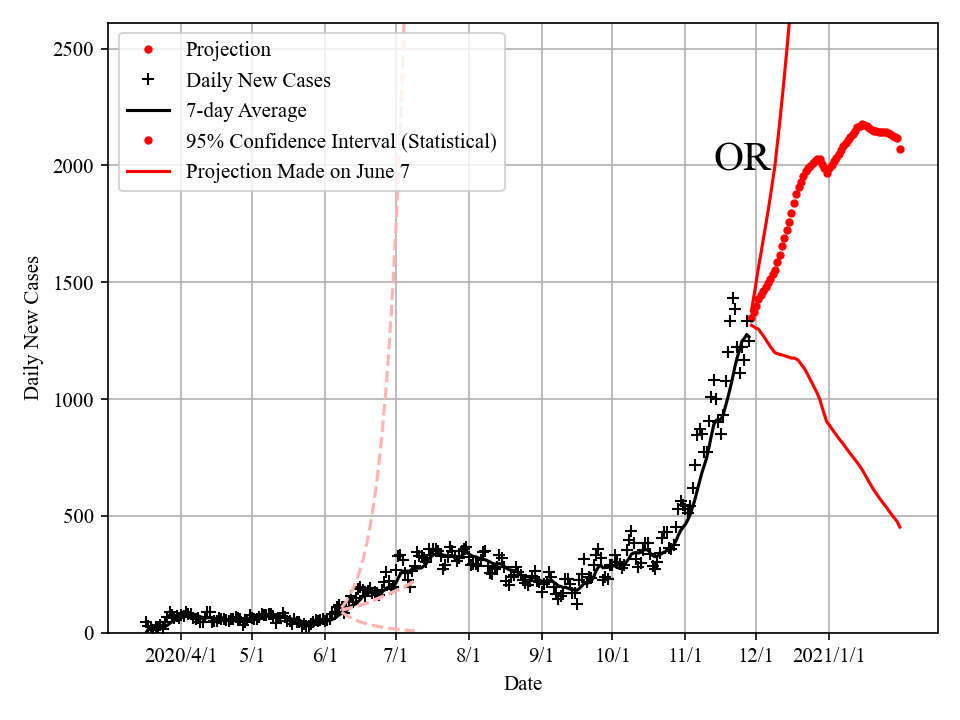 2500
2000
1500
1000
500
0
Daily New Cases
Projection
Daily New Cases
7-day Average
95% Confidence Interval (Statistical)
Projection Made on June 7
OR
2020/4/1 5/1 6/1 7/1 8/1 9/1 10/1 11/1 12/1 2021/1/1
Date